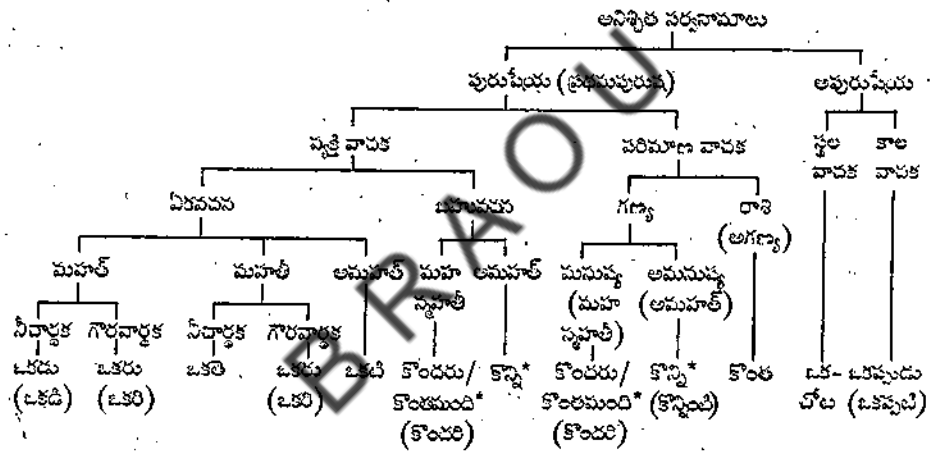 అనిశ్చిత సర్వనామాలు
పురుషేయ (ప్రథమపురుష) అపురుషేయ
వ్యక్తి వాచక పరిమాణ వాచక స్థల కాల
వాచక వాచక
ఏకవచన బహువచన గణ్య రాశి
(అగణ్య)
మహత్ మహతీ అమహత్ మహ అమహత్ మనుష్య అమనుష్య
న్మహతీ (మహ (అమహత్)
న్మహతీ)
నీచార్థక గౌరవార్థక నీచార్థక గౌరవార్థక
ఒకడు ఒకరు ఒకతె ఒకరు ఒకటి కొందరు/ కొన్ని* కొందరు/ కొన్ని* కొంత ఒక- ఒకప్పుడు
(ఒకడి) (ఒకరి) (ఒకరి) కొంతమంది* కొంతమంది* (కొన్నింటి) చోట (ఒకప్పటి)
(కొందరి) (కొందరి)
BRAOU